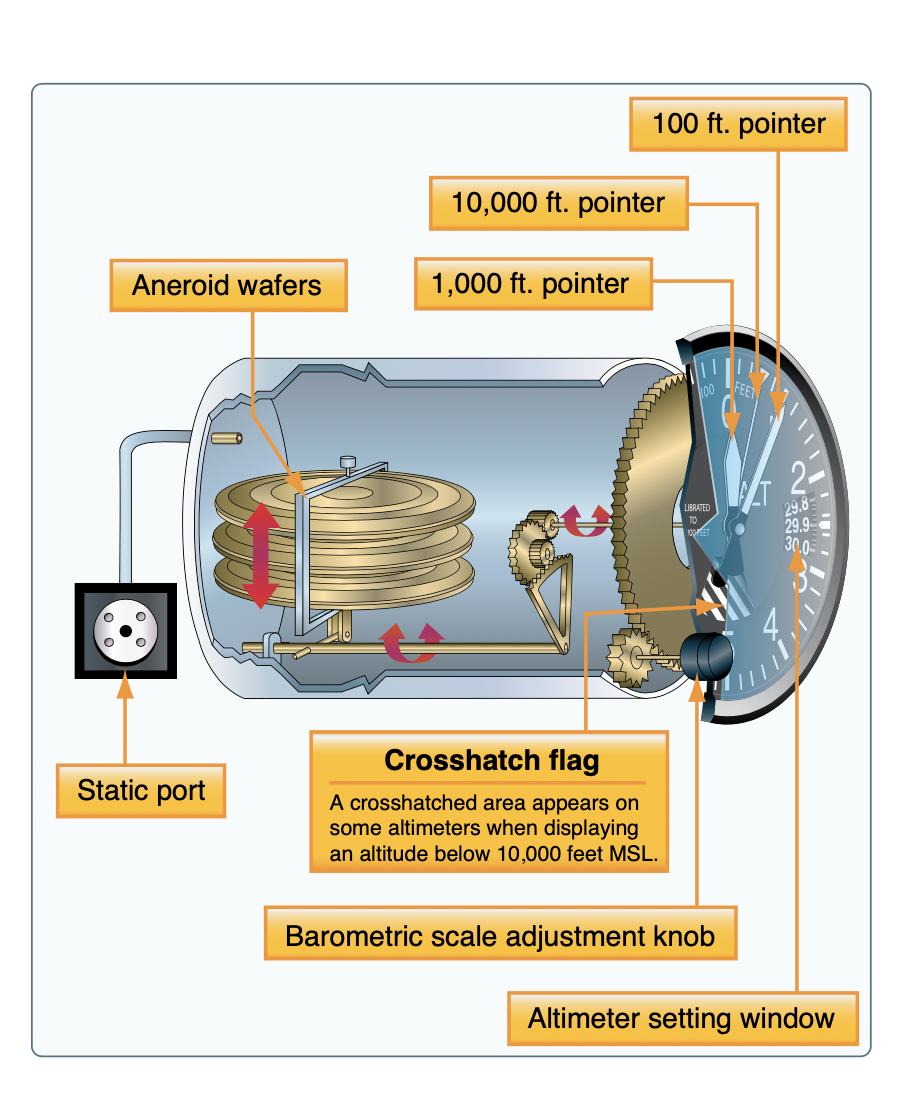 100 ft. pointer
10,000 ft. pointer
1,000 ft. pointer
Aneroid wafers
100
FEET
0
ALT
2
29.8
29.9
30.0
LIBRATED
TO
FEET
3
4
Static port
Crosshatch flag
A crosshatched area appears on
some altimeters when displaying
an altitude below 10,000 feet MSL.
Barometric scale adjustment knob
Altimeter setting window